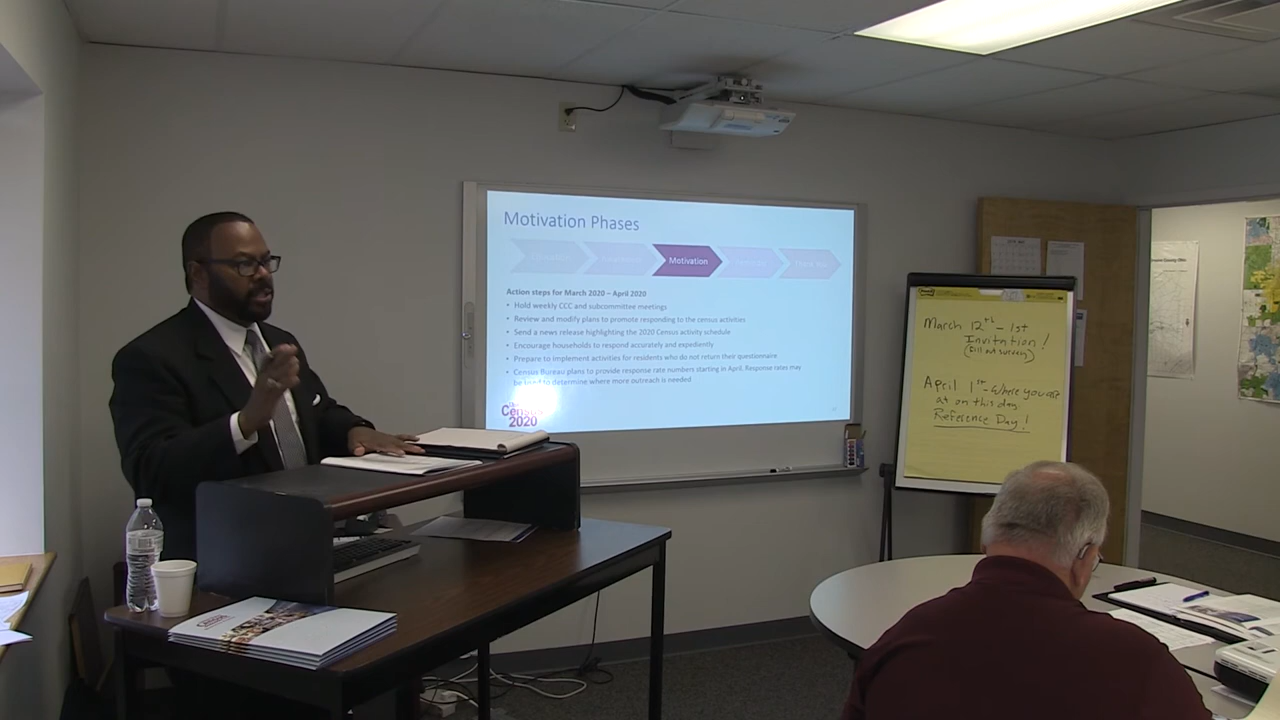 Motivation Phases
Motivation
Action steps for March 2020 – April 2020
• Hold weekly CCC and subcommittee meetings
• Review and modify plans to promote responding to the census activities
• Send a news release highlighting the 2020 Census activity schedule
• Encourage households to respond accurately and expediently
• Prepare to implement activities for residents who do not return their questionnaire
• Census Bureau plans to provide response rate numbers starting in April. Response rates may
be used to determine where more outreach is needed
Census
2020
March 12th - 1st
Invitation!
(fill out survey)
April 1st - Where you are
at on this day
Reference Day!